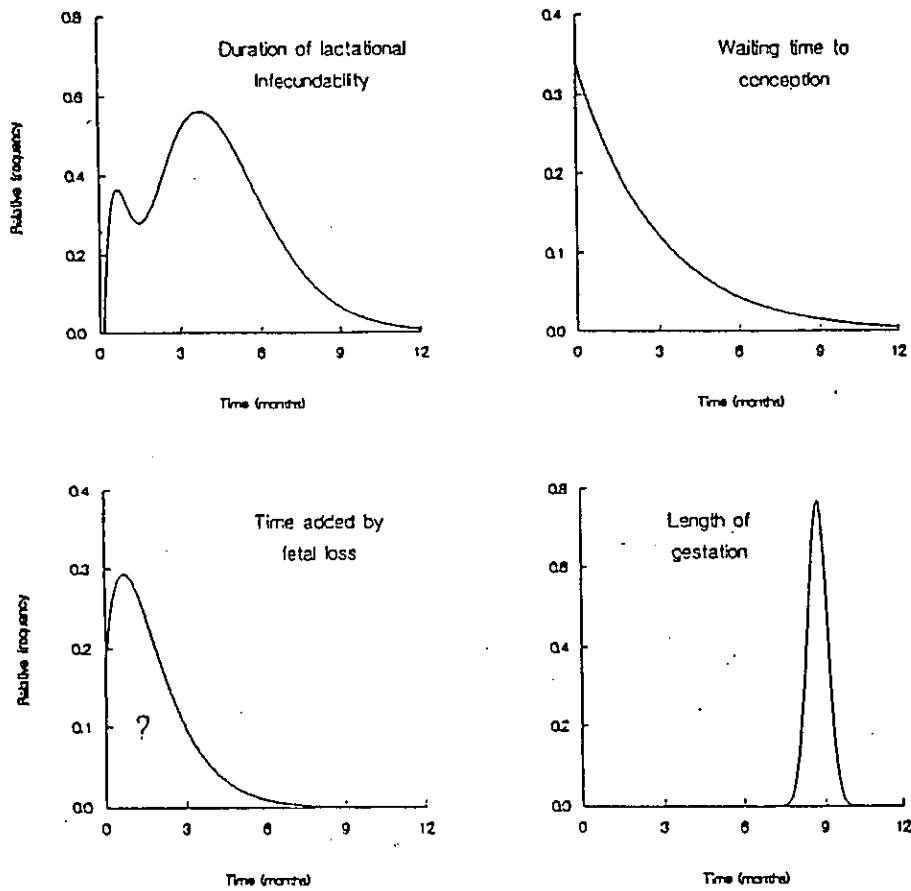 Duration of lactational
Infecundability
Relative frequency
0.8
0.6
0.4
0.2
0.0
0 3 6 9 12
Time (months)
Waiting time to
conception
0.4
0.3
0.2
0.1
0.0
0 3 6 9 12
Time (months)
Time added by
fetal loss
Relative frequency
0.4
0.3
0.2
0.1
0.0
?
0 3 6 9 12
Time (months)
Length of
gestation
0.8
0.6
0.4
0.2
0.0
0 3 6 9 12
Time (months)